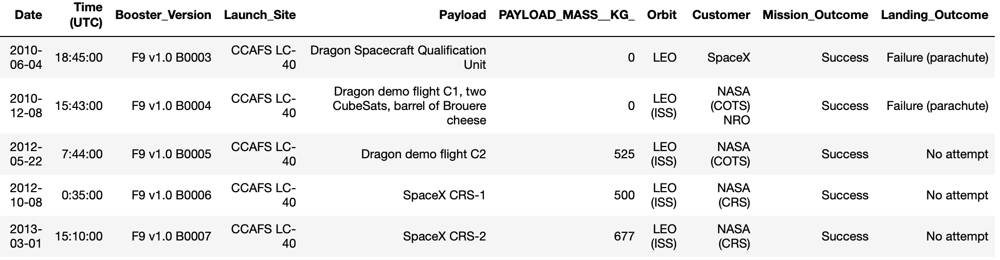 Date Time (UTC) Booster_Version Launch_Site Payload PAYLOAD_MASS__KG_ Orbit Customer Mission_Outcome Landing_Outcome
2010-06-04 18:45:00 F9 v1.0 B0003 CCAFS LC-40 Dragon Spacecraft Qualification Unit 0 LEO SpaceX Success Failure (parachute)
2010-12-08 15:43:00 F9 v1.0 B0004 CCAFS LC-40 Dragon demo flight C1, two CubeSats, barrel of Brouere cheese 0 LEO (ISS) NASA (COTS) NRO Success Failure (parachute)
2012-05-22 7:44:00 F9 v1.0 B0005 CCAFS LC-40 Dragon demo flight C2 525 LEO (ISS) NASA (COTS) Success No attempt
2012-10-08 0:35:00 F9 v1.0 B0006 CCAFS LC-40 SpaceX CRS-1 500 LEO (ISS) NASA (CRS) Success No attempt
2013-03-01 15:10:00 F9 v1.0 B0007 CCAFS LC-40 SpaceX CRS-2 677 LEO (ISS) NASA (CRS) Success No attempt